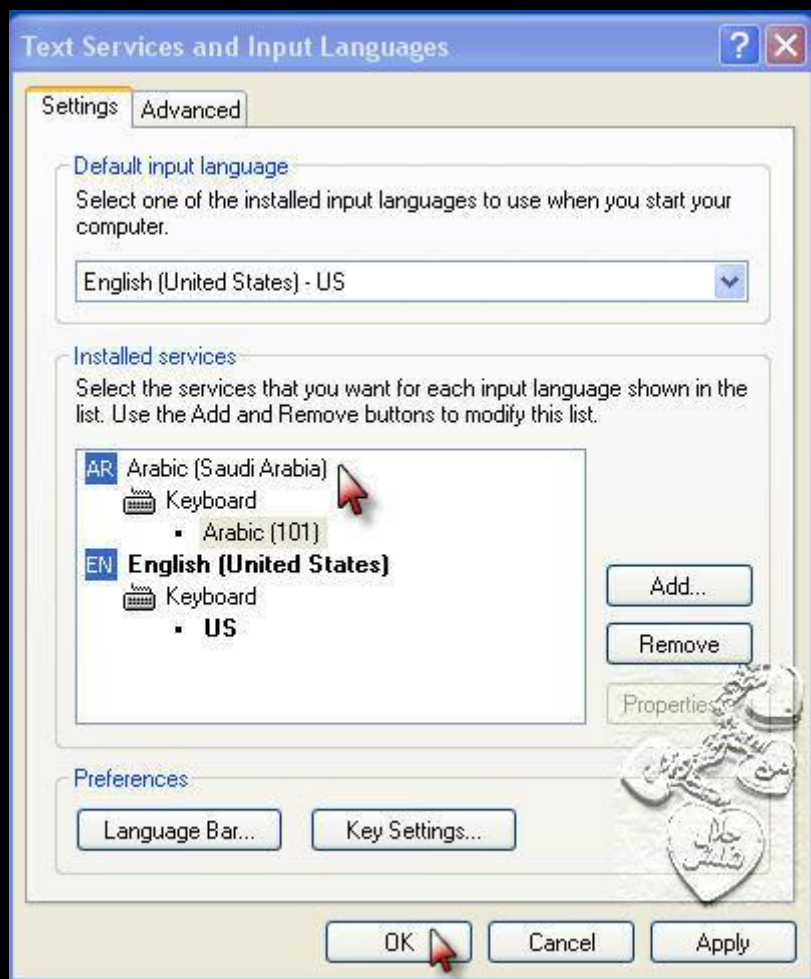 Text Services and Input Languages
Settings Advanced
Default input language
Select one of the installed input languages to use when you start your
computer.
English (United States) - US
Installed services
Select the services that you want for each input language shown in the
list. Use the Add and Remove buttons to modify this list.
AR Arabic (Saudi Arabia)
Keyboard
• Arabic (101)
EN English (United States)
Keyboard
• US
Add...
Remove
Properties
Preferences
Language Bar... Key Settings...
OK Cancel Apply